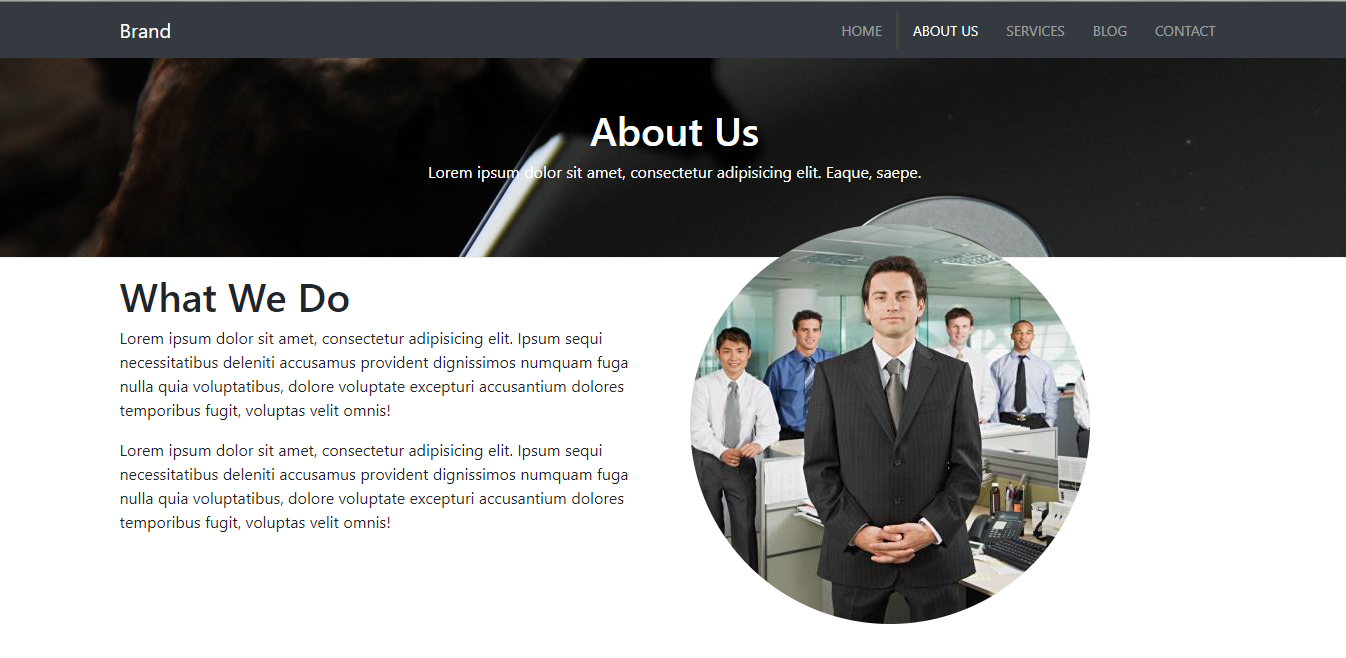 Brand
HOME ABOUT US SERVICES BLOG CONTACT
About Us
Lorem ipsum dolor sit amet, consectetur adipisicing elit. Eaque, saepe.
What We Do
Lorem ipsum dolor sit amet, consectetur adipisicing elit. Ipsum sequi
necessitatibus deleniti accusamus provident dignissimos numquam fuga
nulla quia voluptatibus, dolore voluptate excepturi accusantium dolores
temporibus fugit, voluptas velit omnis!
Lorem ipsum dolor sit amet, consectetur adipisicing elit. Ipsum sequi
necessitatibus deleniti accusamus provident dignissimos numquam fuga
nulla quia voluptatibus, dolore voluptate excepturi accusantium dolores
temporibus fugit, voluptas velit omnis!